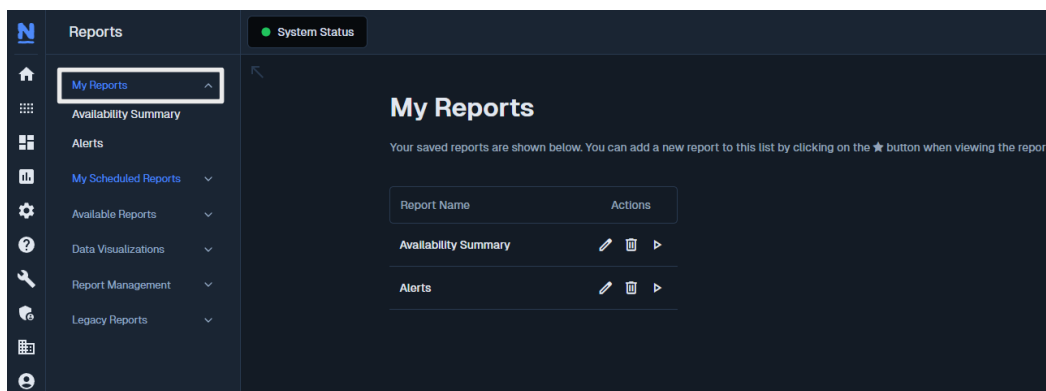 N
Reports
System Status
My Reports
Availability Summary
Alerts
My Scheduled Reports
Available Reports
Data Visualizations
Report Management
Legacy Reports
My Reports
Your saved reports are shown below. You can add a new report to this list by clicking on the ★ button when viewing the repor
Report Name Actions
Availability Summary
Alerts